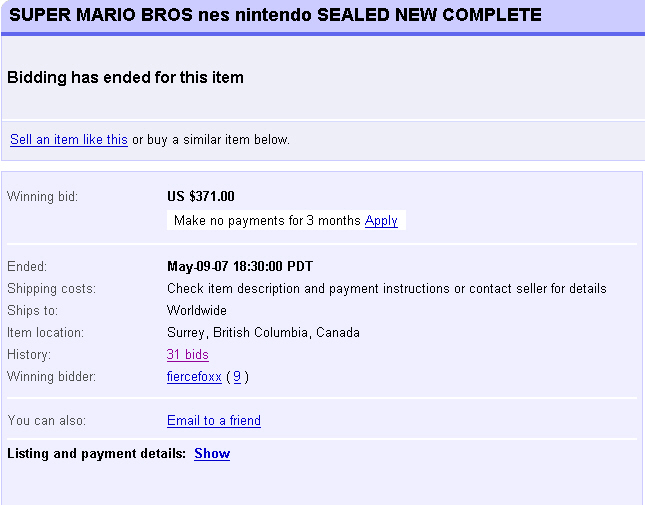 SUPER MARIO BROS nes nintendo SEALED NEW COMPLETE
Bidding has ended for this item
Sell an item like this or buy a similar item below.
Winning bid: US $371.00
Make no payments for 3 months Apply
Ended: May-09-07 18:30:00 PDT
Shipping costs: Check item description and payment instructions or contact seller for details
Ships to: Worldwide
Item location: Surrey, British Columbia, Canada
History: 31 bids
Winning bidder: fiercefoxx ( 9 )
You can also: Email to a friend
Listing and payment details: Show